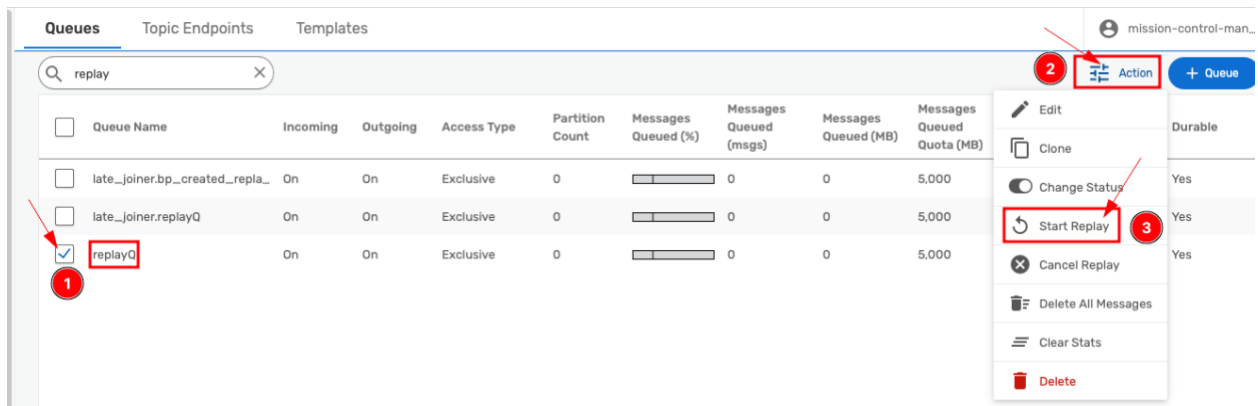 Queues Topic Endpoints Templates mission-control-man...
replay 2 Action + Queue
Queue Name Incoming Outgoing Access Type Partition Count Messages Queued (%) Messages Queued (msgs) Messages Queued (MB) Messages Queued Quota (MB) Durable
late_joiner.bp_created_repla_ On On Exclusive 0 0 0 5,000 Yes
late_joiner.replayQ On On Exclusive 0 0 0 5,000 Yes
replayQ On On Exclusive 0 0 0 5,000 Yes
1
Edit
Clone
Change Status
Start Replay 3
Cancel Replay
Delete All Messages
Clear Stats
Delete